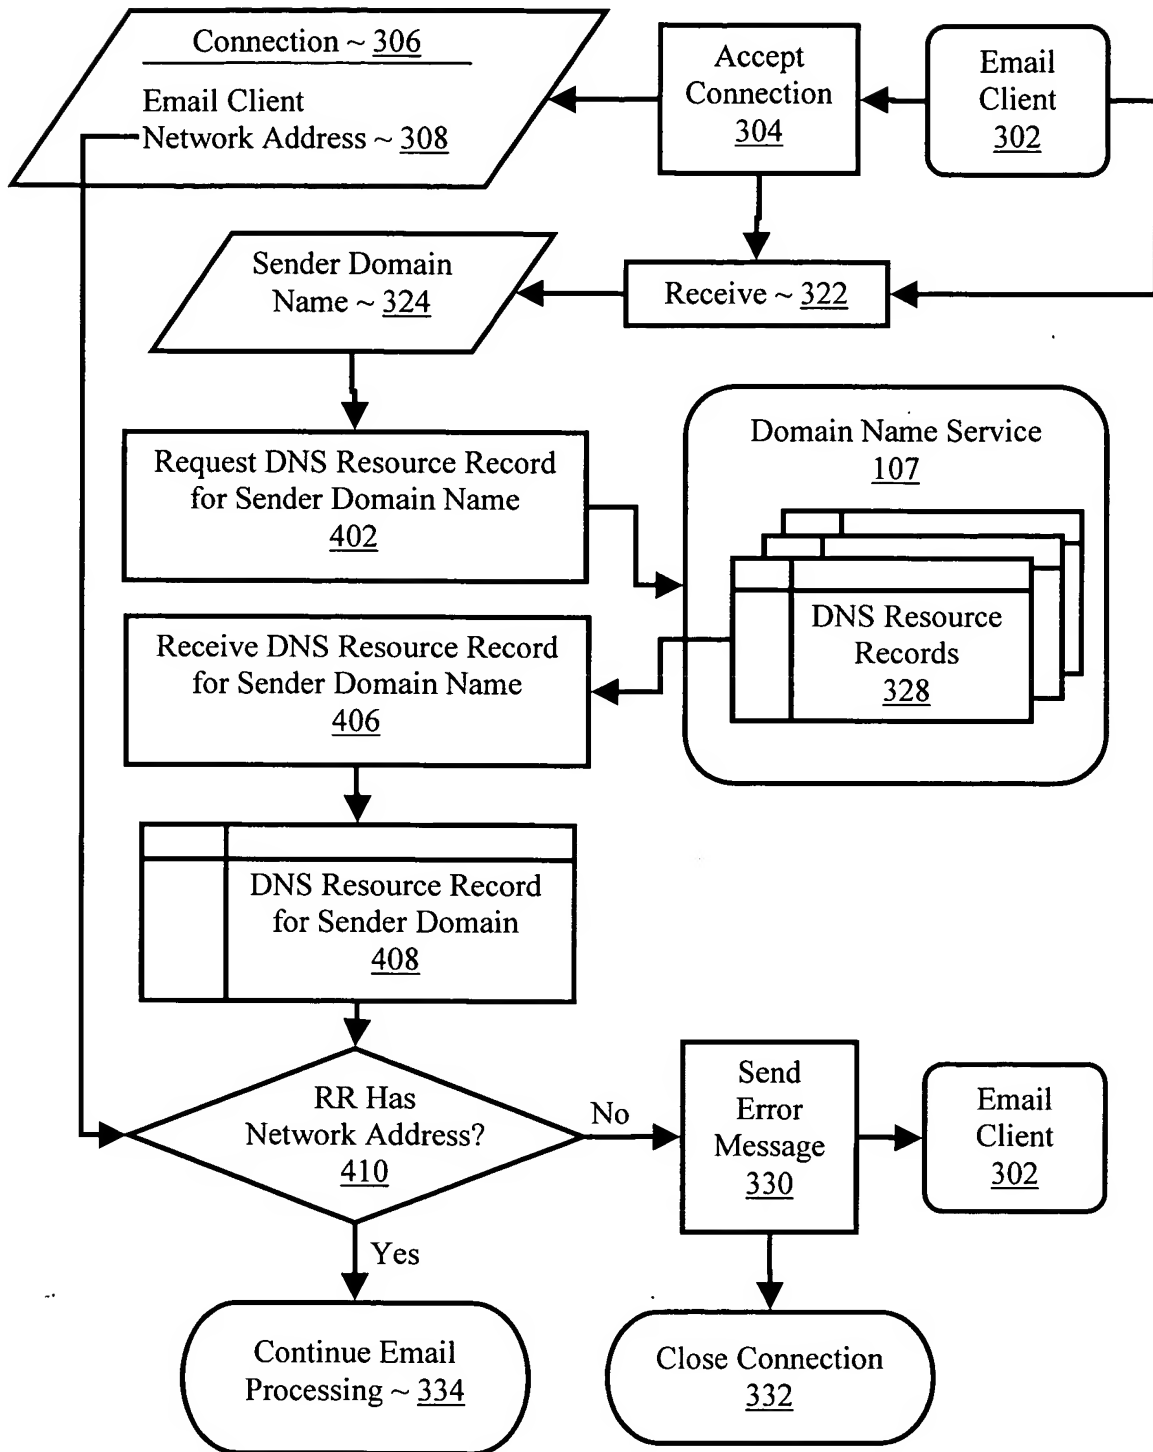 Connection ~ 306
Email Client
Network Address ~ 308
Accept
Connection
304
Email
Client
302
Sender Domain
Name ~ 324
Receive ~ 322
Request DNS Resource Record
for Sender Domain Name
402
Domain Name Service
107
DNS Resource
Records
328
Receive DNS Resource Record
for Sender Domain Name
406
DNS Resource Record
for Sender Domain
408
RR Has
Network Address?
410
No
Send
Error
Message
330
Email
Client
302
Yes
Continue Email
Processing ~ 334
Close Connection
332